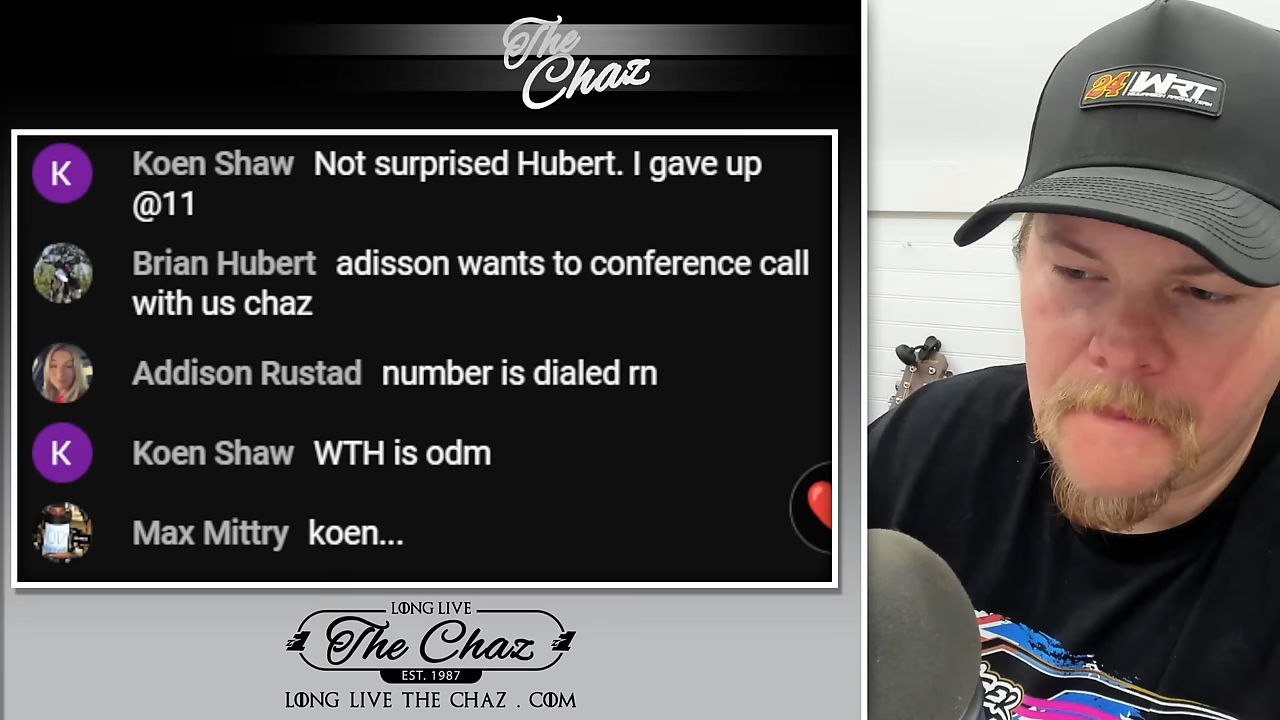 The
Chaz
K
Koen Shaw Not surprised Hubert. I gave up
@11
Brian Hubert adisson wants to conference call
with us chaz
Addison Rustad number is dialed rn
K
Koen Shaw WTH is odm
Max Mittry koen...
LONG LIVE
The Chaz
EST. 1987
LONG LIVE THE CHAZ . COM
24 WRT
RACING TEAM